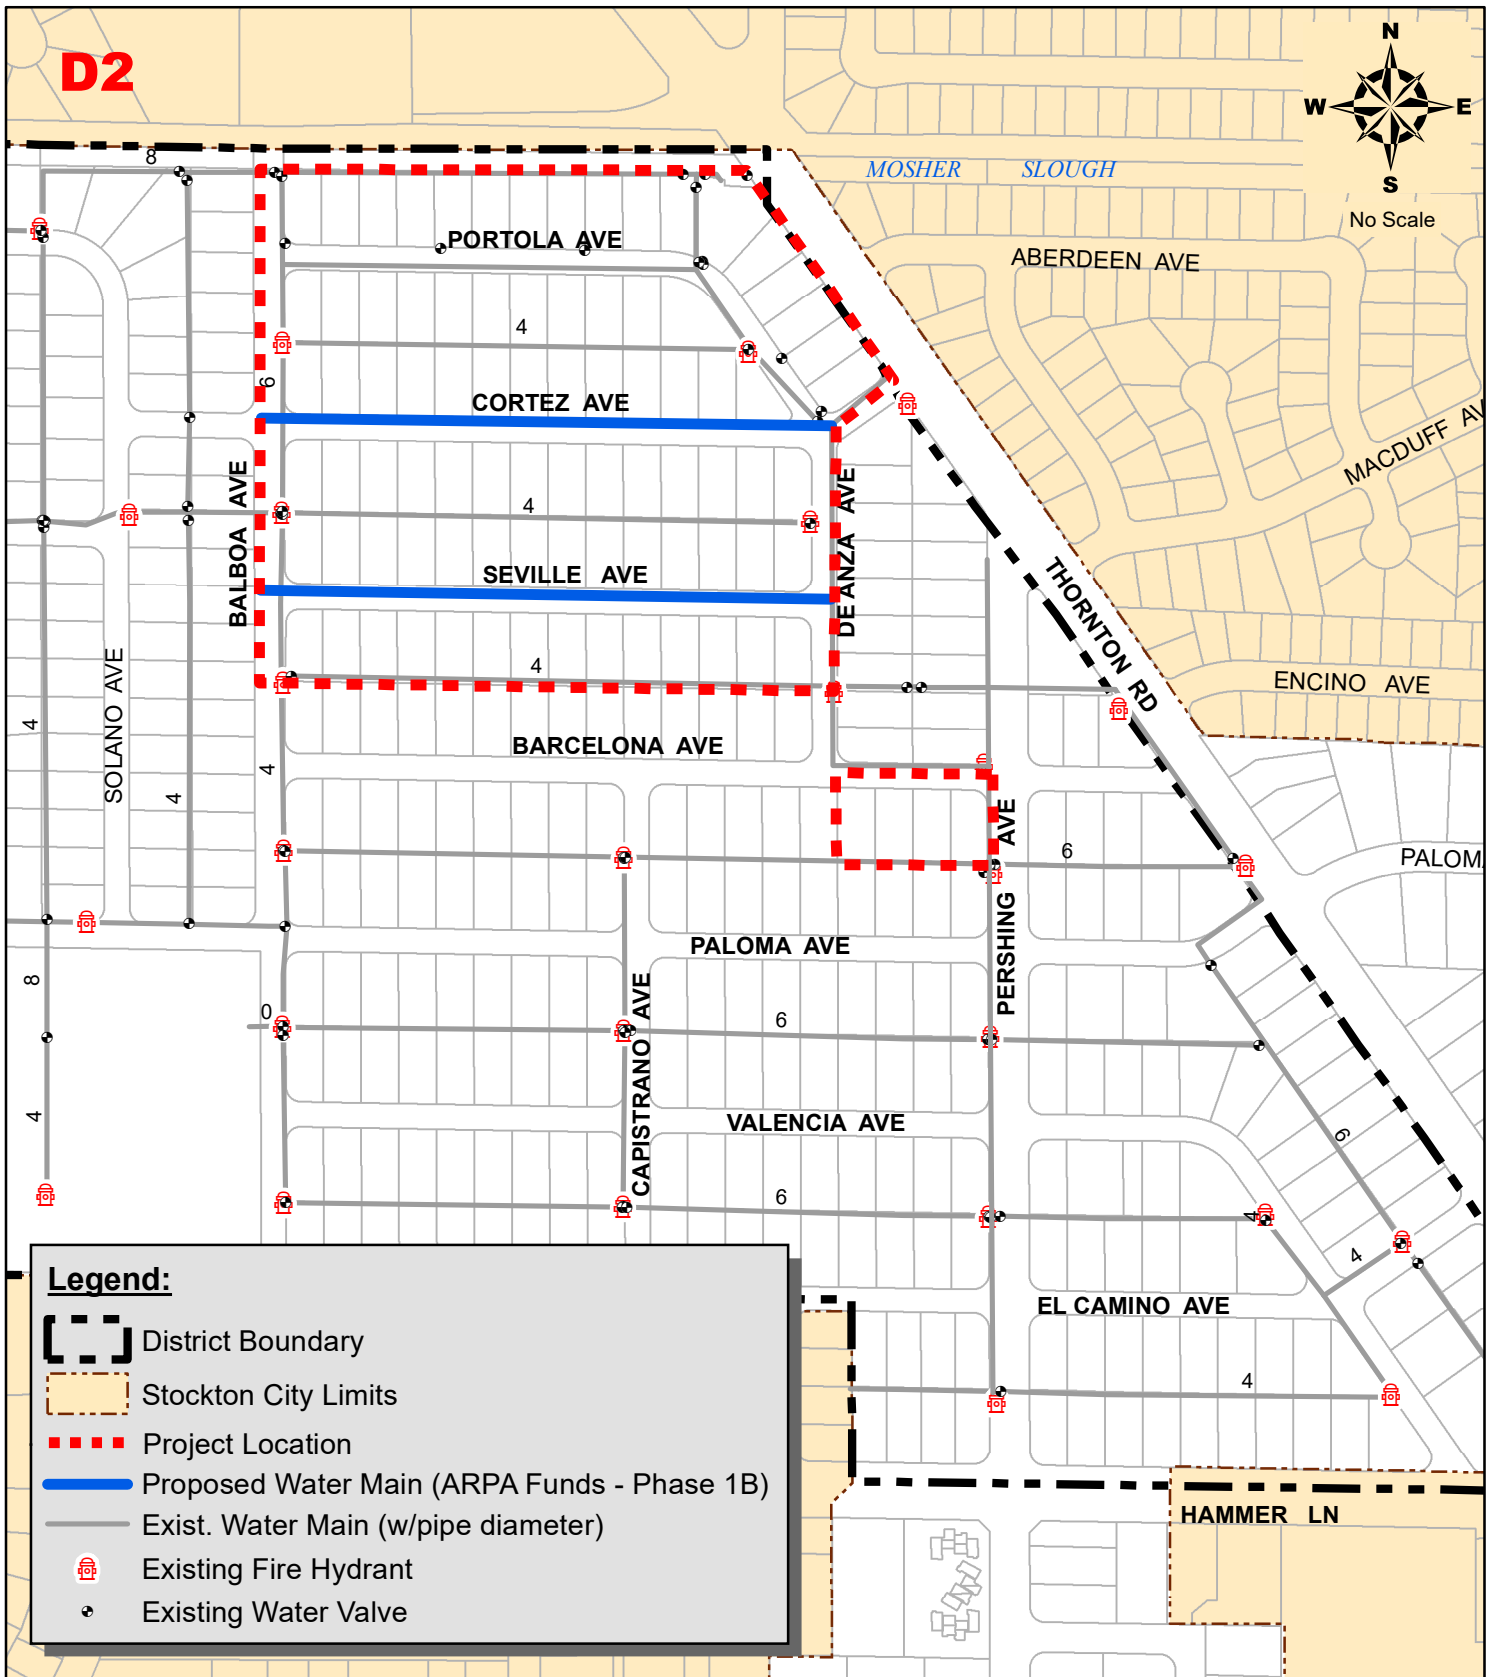 D2
N
W E
S
No Scale
MOSHER SLOUGH
8
PORTOLA AVE
ABERDEEN AVE
4
6
CORTEZ AVE
MACDUFF AV
BALBOA AVE
4
DE ANZA AVE
SEVILLE AVE
THORNTON RD
SOLANO AVE
4
ENCINO AVE
4
BARCELONA AVE
4
4
PERSHING AVE
6
PALOM
PALOMA AVE
8
0
6
CAPISTRANO AVE
4
VALENCIA AVE
6
6
4
4
EL CAMINO AVE
4
HAMMER LN
Legend:
District Boundary
Stockton City Limits
Project Location
Proposed Water Main (ARPA Funds - Phase 1B)
Exist. Water Main (w/pipe diameter)
Existing Fire Hydrant
Existing Water Valve